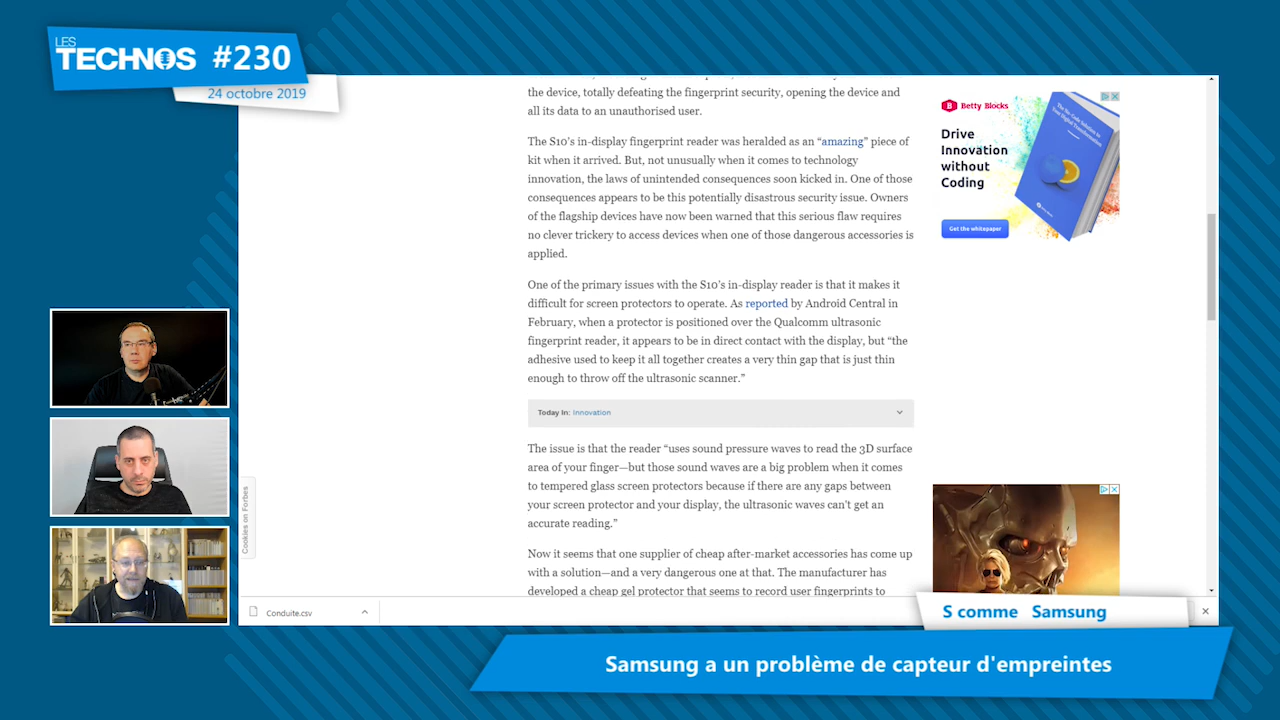 LES
TECHNOS #230
24 octobre 2019
the device, totally defeating the fingerprint security, opening the device and
all its data to an unauthorised user.
The S10's in-display fingerprint reader was heralded as an “amazing” piece of
kit when it arrived. But, not unusually when it comes to technology
innovation, the laws of unintended consequences soon kicked in. One of those
consequences appears to be this potentially disastrous security issue. Owners
of the flagship devices have now been warned that this serious flaw requires
no clever trickery to access devices when one of those dangerous accessories is
applied.
One of the primary issues with the S10's in-display reader is that it makes it
difficult for screen protectors to operate. As reported by Android Central in
February, when a protector is positioned over the Qualcomm ultrasonic
fingerprint reader, it appears to be in direct contact with the display, but “the
adhesive used to keep it all together creates a very thin gap that is just thin
enough to throw off the ultrasonic scanner.”
Today In: Innovation
The issue is that the reader “uses sound pressure waves to read the 3D surface
area of your finger—but those sound waves are a big problem when it comes
to tempered glass screen protectors because if there are any gaps between
your screen protector and your display, the ultrasonic waves can't get an
accurate reading.”
Now it seems that one supplier of cheap after-market accessories has come up
with a solution—and a very dangerous one at that. The manufacturer has
developed a cheap gel protector that seems to record user fingerprints to
B Betty Blocks
Drive
Innovation
without
Coding
Get the whitepaper
Cookies on Forbes
Conduite.csv
S comme Samsung
Samsung a un problème de capteur d'empreintes